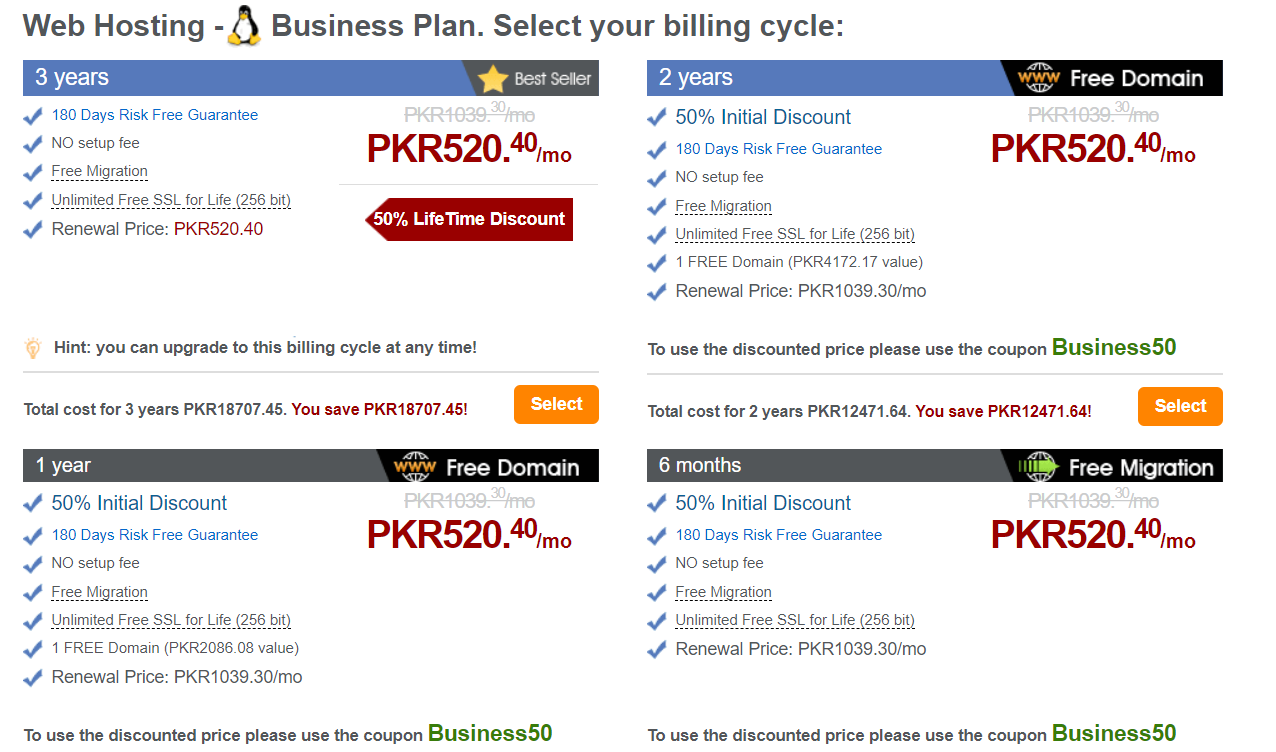 Web Hosting - Business Plan. Select your billing cycle:
3 years
Best Seller
180 Days Risk Free Guarantee
NO setup fee
Free Migration
Unlimited Free SSL for Life (256 bit)
Renewal Price: PKR520.40
PKR1039.30/mo
PKR520.40/mo
50% LifeTime Discount
Hint: you can upgrade to this billing cycle at any time!
Total cost for 3 years PKR18707.45. You save PKR18707.45!
Select
2 years
www Free Domain
50% Initial Discount
180 Days Risk Free Guarantee
NO setup fee
Free Migration
Unlimited Free SSL for Life (256 bit)
1 FREE Domain (PKR4172.17 value)
Renewal Price: PKR1039.30/mo
PKR1039.30/mo
PKR520.40/mo
To use the discounted price please use the coupon Business50
Total cost for 2 years PKR12471.64. You save PKR12471.64!
Select
1 year
www Free Domain
50% Initial Discount
180 Days Risk Free Guarantee
NO setup fee
Free Migration
Unlimited Free SSL for Life (256 bit)
1 FREE Domain (PKR2086.08 value)
Renewal Price: PKR1039.30/mo
PKR1039.30/mo
PKR520.40/mo
To use the discounted price please use the coupon Business50
6 months
Free Migration
50% Initial Discount
180 Days Risk Free Guarantee
NO setup fee
Free Migration
Unlimited Free SSL for Life (256 bit)
Renewal Price: PKR1039.30/mo
PKR1039.30/mo
PKR520.40/mo
To use the discounted price please use the coupon Business50